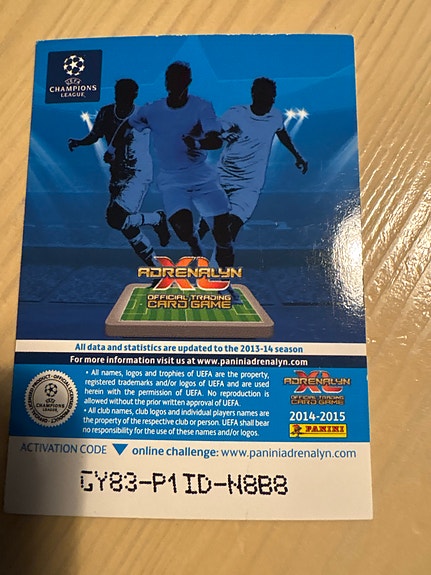 UEFA
CHAMPIONS
LEAGUE
ADRENALYN
XL
OFFICIAL TRADING
CARD GAME
All data and statistics are updated to the 2013-14 season
For more information visit us at www.paniniadrenalyn.com
• All names, logos and trophies of UEFA are the property,
registered trademarks and/or logos of UEFA and are used
herein with the permission of UEFA. No reproduction is
allowed without the prior written approval of UEFA.
• All club names, club logos and individual players names are
the property of the respective club or person. UEFA shall bear
no responsibility for the use of these names and/or logos.
CHAMPIONS
LEAGUE
ADRENALYN
XL
OFFICIAL TRADING
CARD GAME
2014-2015
PANINI
ACTIVATION CODE online challenge: www.paniniadrenalyn.com
GY83-P1ID-N8B8